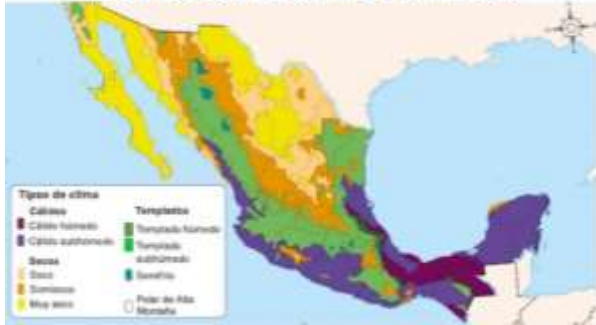 Tipos de clima
Cálidos
Cálido húmedo
Cálido subhúmedo
Secos
Seco
Semiseco
Muy seco
Templados
Templado húmedo
Templado
subhúmedo
Semifrío
Polar de Alta
Montaña